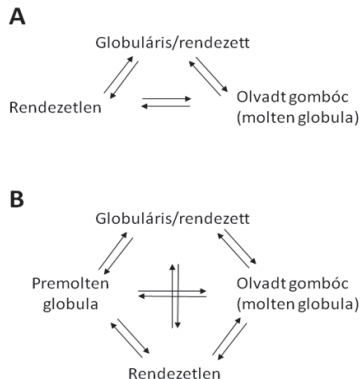 A
Globuláris/rendezett
Rendezetlen
Olvadt gombóc
(molten globula)
B
Globuláris/rendezett
Premolten
globula
Olvadt gombóc
(molten globula)
Rendezetlen